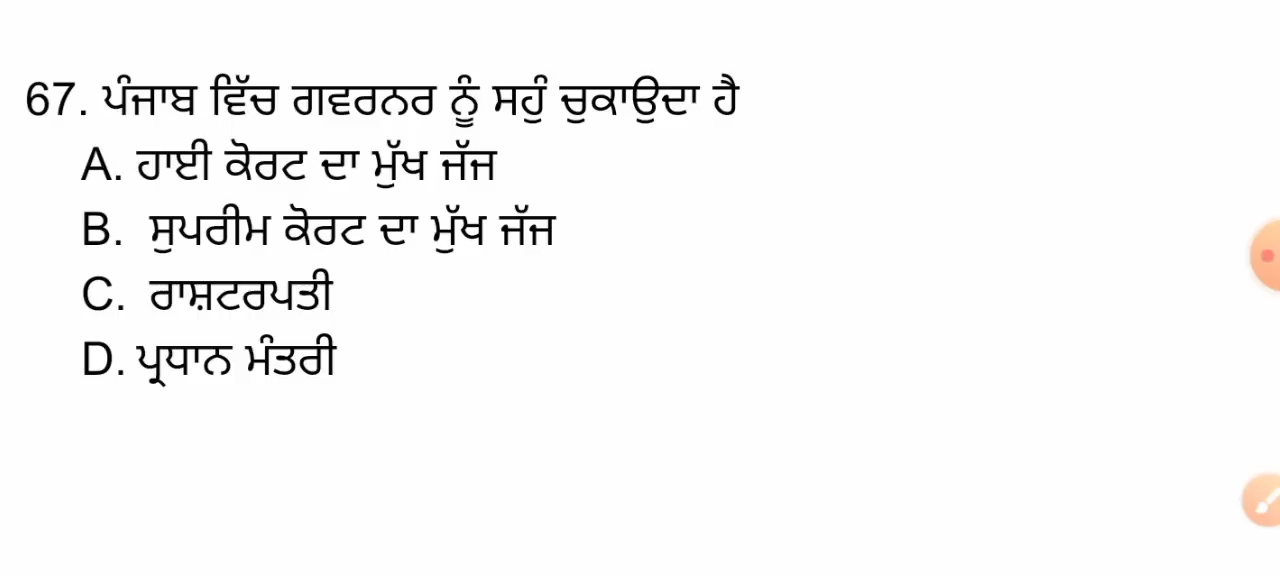 67. ਪੰਜਾਬ ਵਿੱਚ ਗਵਰਨਰ ਨੂੰ ਸਹੁੰ ਚੁਕਾਉਦਾ ਹੈ
A. ਹਾਈ ਕੋਰਟ ਦਾ ਮੁੱਖ ਜੱਜ
B. ਸੁਪਰੀਮ ਕੋਰਟ ਦਾ ਮੁੱਖ ਜੱਜ
C. ਰਾਸ਼ਟਰਪਤੀ
D. ਪ੍ਰਧਾਨ ਮੰਤਰੀ